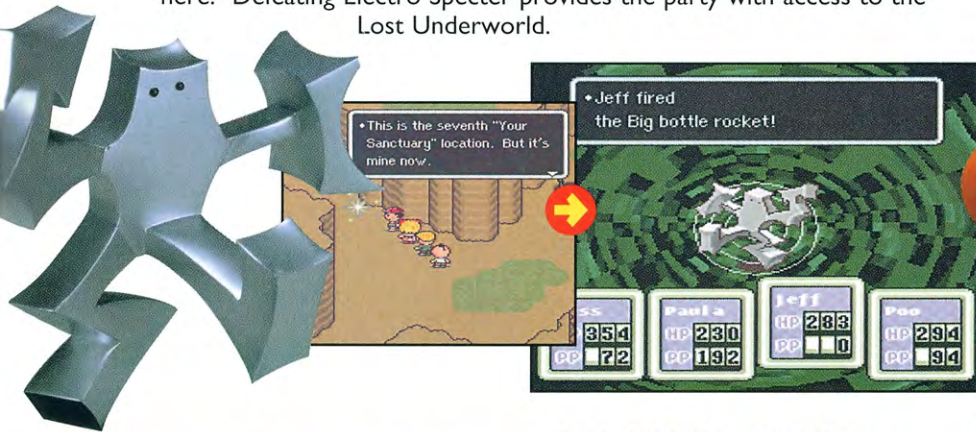 here. Defeating Electro Specter provides the party with access to the
Lost Underworld.
•This is the seventh "Your
Sanctuary" location. But it's
mine now.
•Jeff fired
the Big bottle rocket!
ss
354
PP 72
Paula
HP 230
PP 192
Jeff
HP 283
PP 0
Poo
HP 294
PP 94